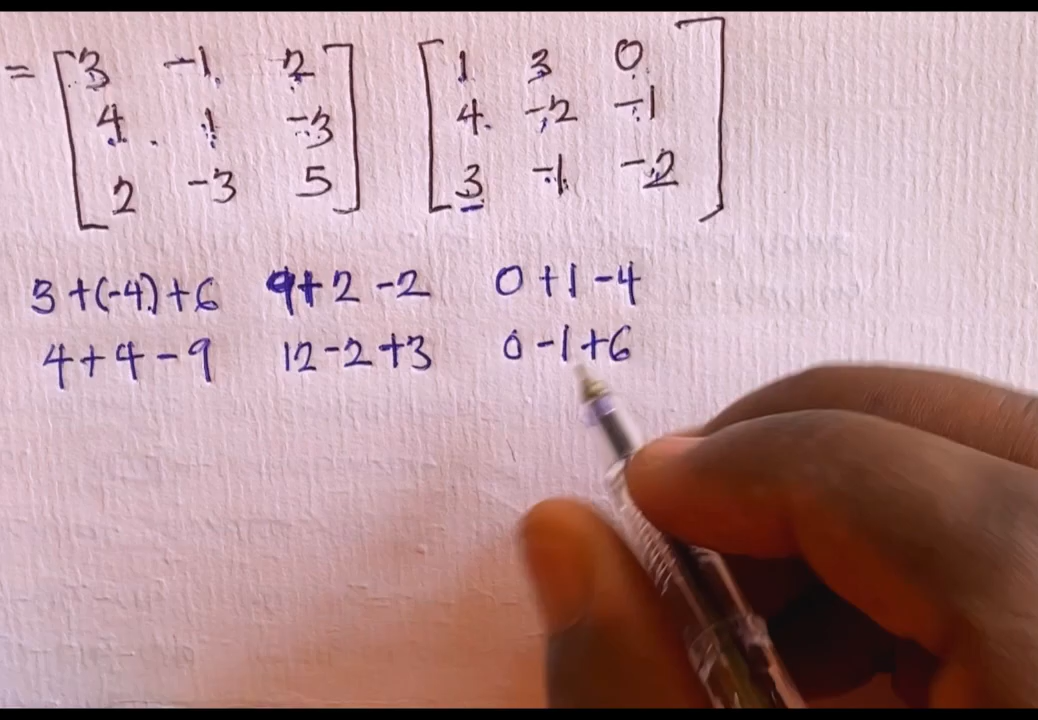 = [3 -1 2] [1 3 0]
[4 . 1 -3] [4. -2 -1]
[2 -3 5] [3 -1 -2]
3+(-4)+6 9+2-2 0+1-4
4+4-9 12-2+3 0-1+6